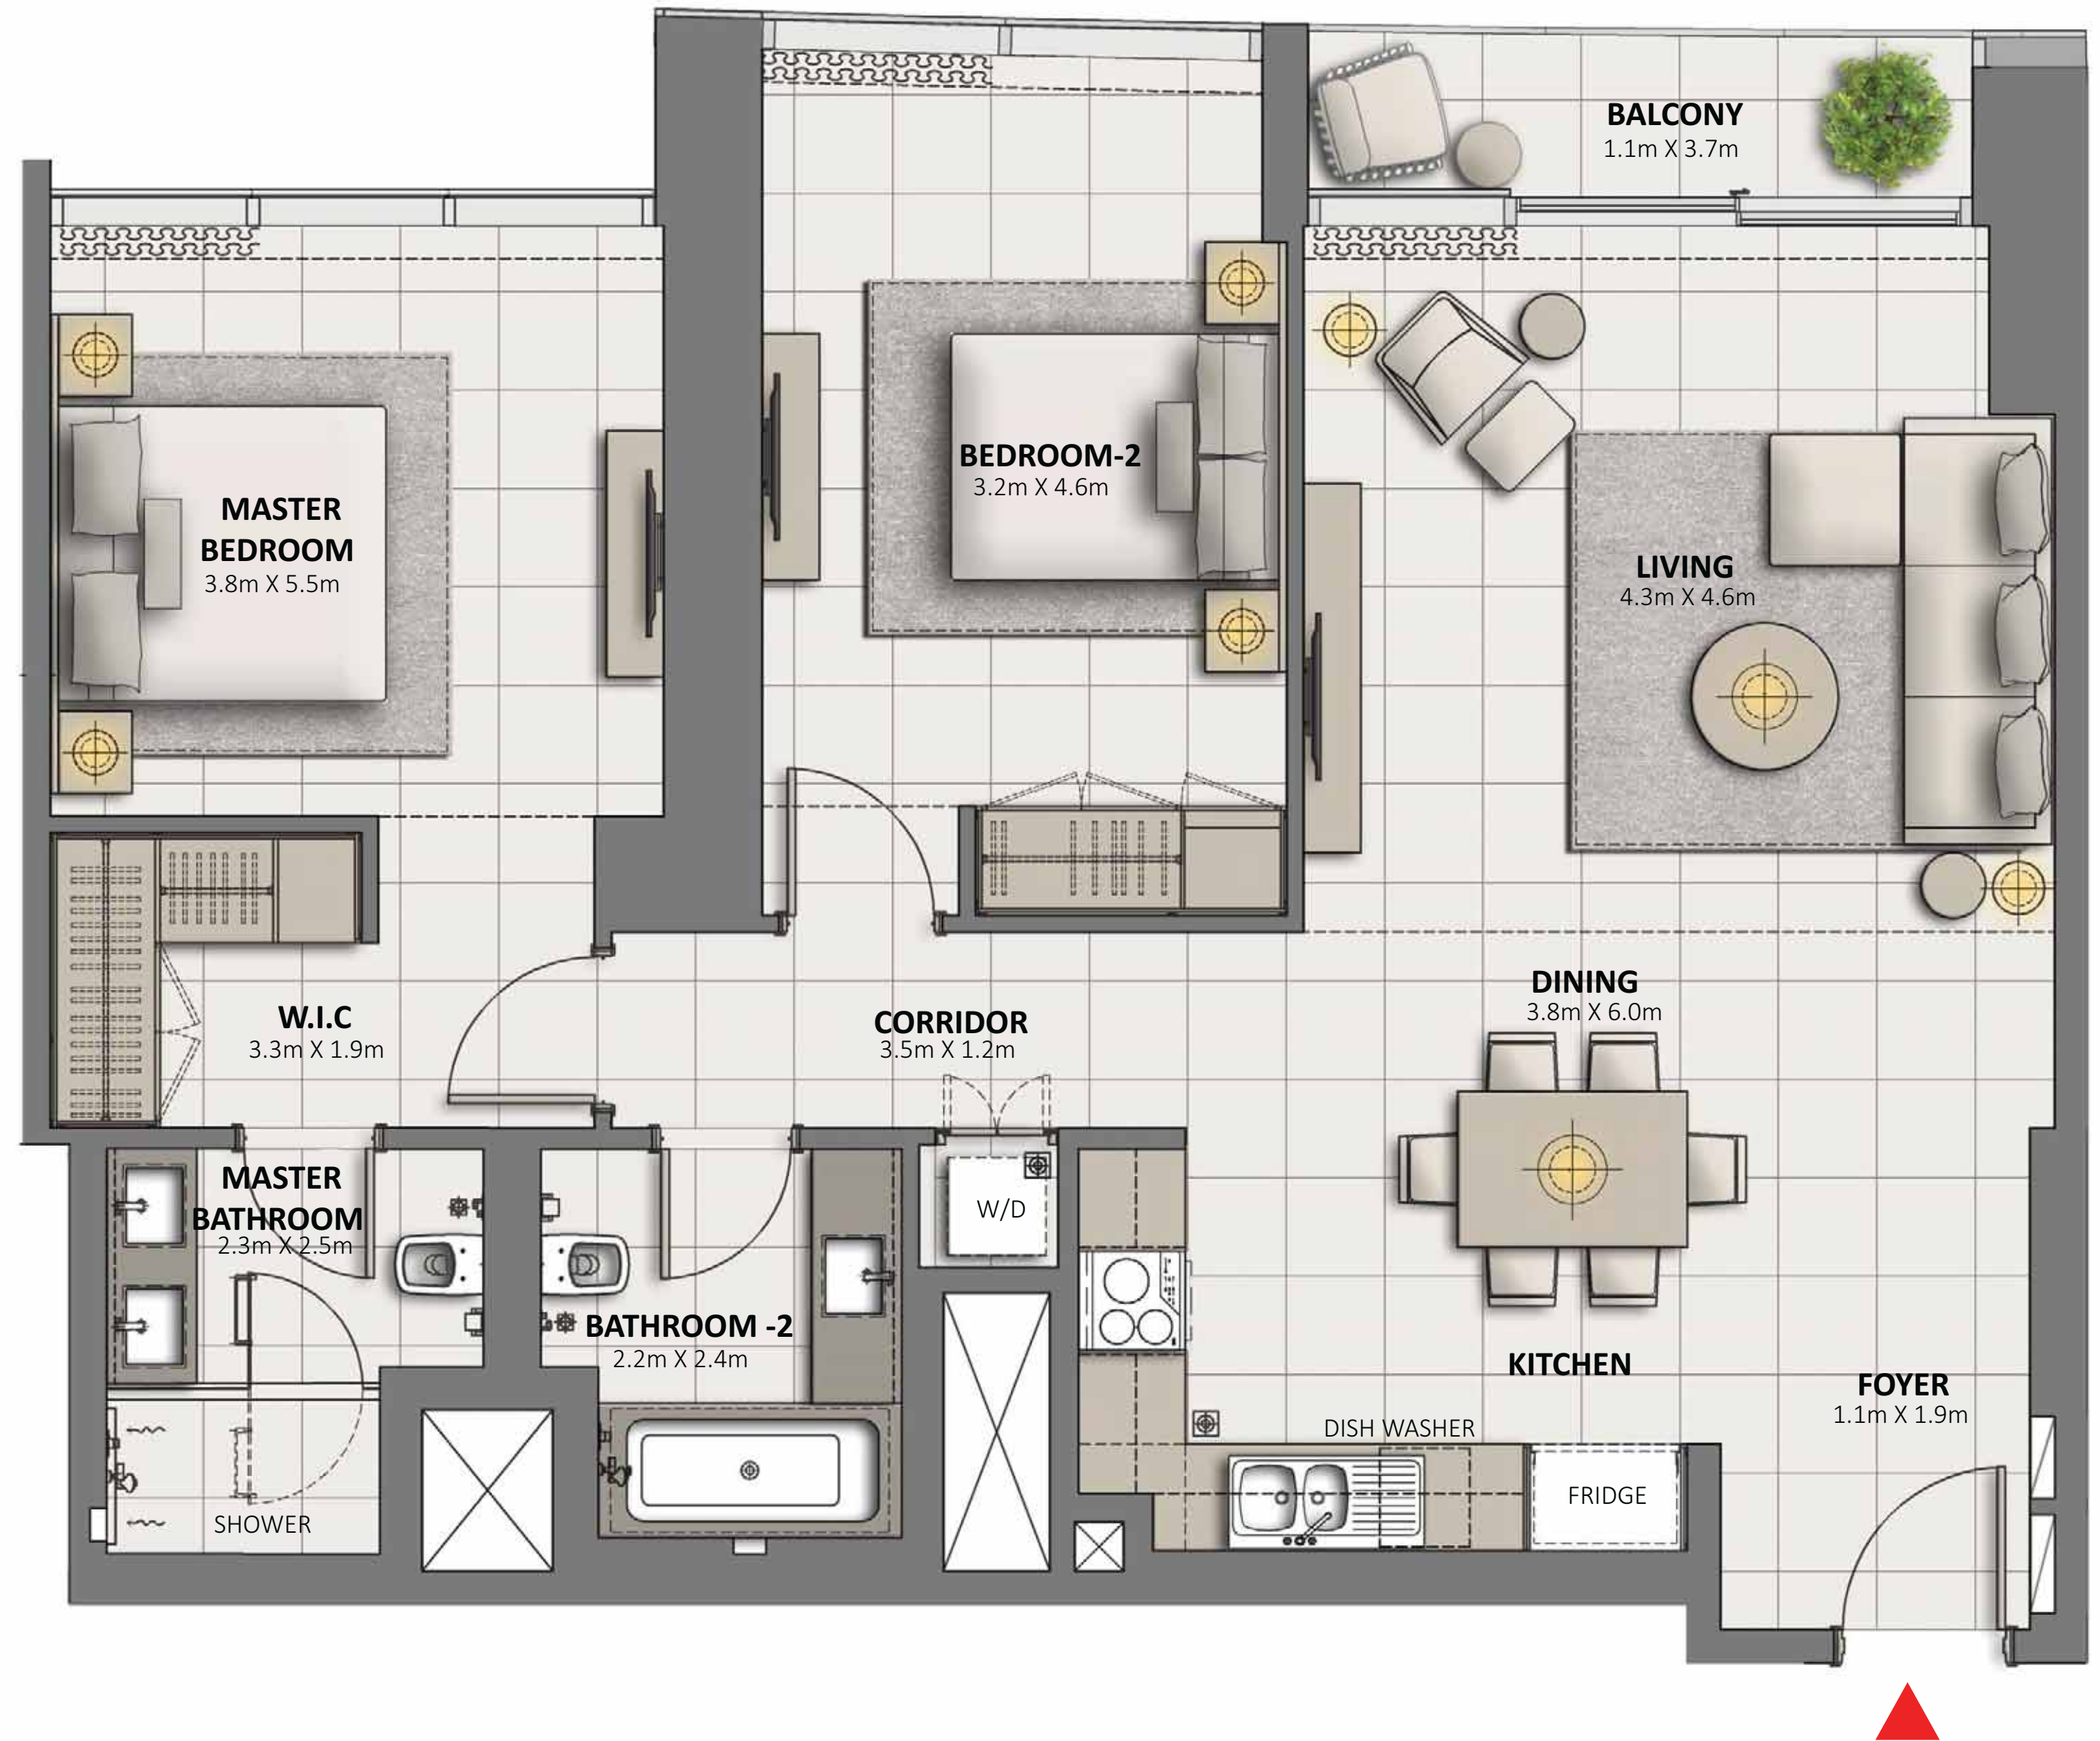 BALCONY
1.1m X 3.7m
BEDROOM-2
3.2m X 4.6m
MASTER
BEDROOM
3.8m X 5.5m
LIVING
4.3m X 4.6m
DINING
3.8m X 6.0m
W.I.C
3.3m X 1.9m
CORRIDOR
3.5m X 1.2m
MASTER
BATHROOM
2.3m X 2.5m
W/D
BATHROOM -2
2.2m X 2.4m
KITCHEN
FOYER
1.1m X 1.9m
DISH WASHER
FRIDGE
SHOWER